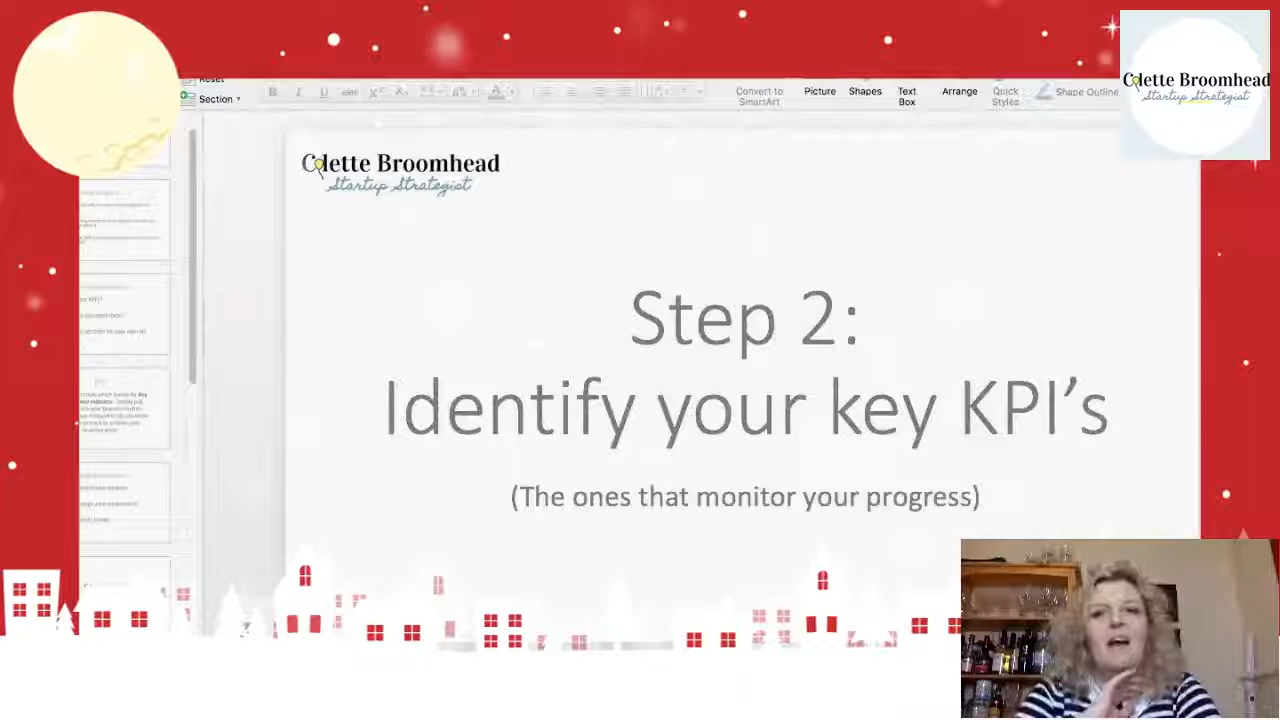 Reset
Section
Convert to
SmartArt
Picture
Shapes
Text
Box
Arrange
Quick
Styles
Shape Outline
Colette Broomhead
Startup Strategist
Colette Broomhead
Startup Strategist
Step 2:
Identify your key KPI's
(The ones that monitor your progress)